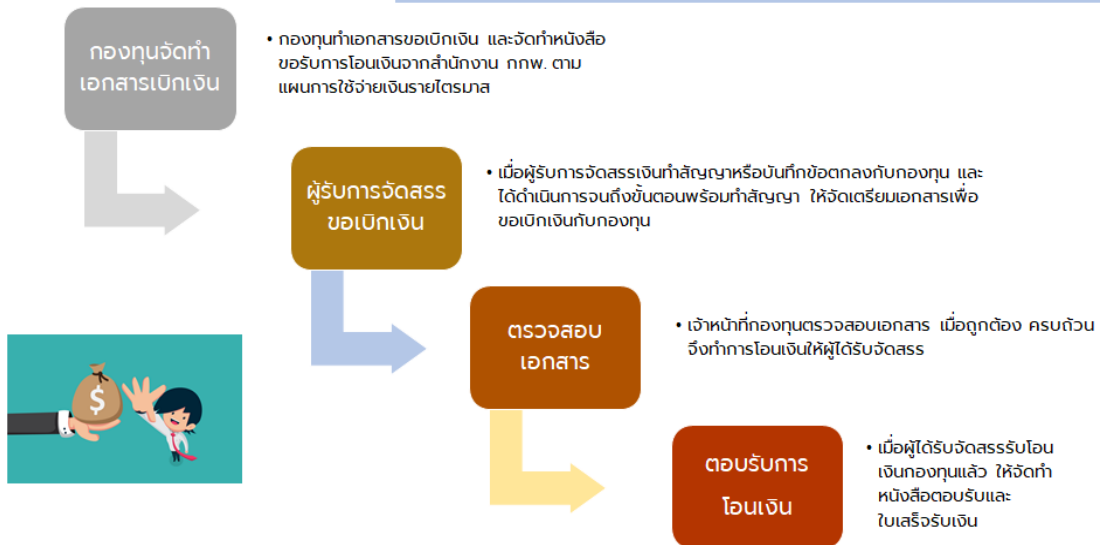 กองทุนจัดทำ
เอกสารเบิกเงิน
• กองทุนทำเอกสารขอเบิกเงิน และจัดทำหนังสือ
ขอรับการโอนเงินจากสำนักงาน กกพ. ตาม
แผนการใช้จ่ายเงินรายไตรมาส
ผู้รับการจัดสรร
ขอเบิกเงิน
• เมื่อผู้รับการจัดสรรเงินทำสัญญาหรือบันทึกข้อตกลงกับกองทุน และ
ได้ดำเนินการจนถึงขั้นตอนพร้อมทำสัญญา ให้จัดเตรียมเอกสารเพื่อ
ขอเบิกเงินกับกองทุน
ตรวจสอบ
เอกสาร
• เจ้าหน้าที่กองทุนตรวจสอบเอกสาร เมื่อถูกต้อง ครบถ้วน
จึงทำการโอนเงินให้ผู้ได้รับจัดสรร
$
ตอบรับการ
โอนเงิน
• เมื่อผู้ได้รับจัดสรรรับโอน
เงินกองทุนแล้ว ให้จัดทำ
หนังสือตอบรับและ
ใบเสร็จรับเงิน